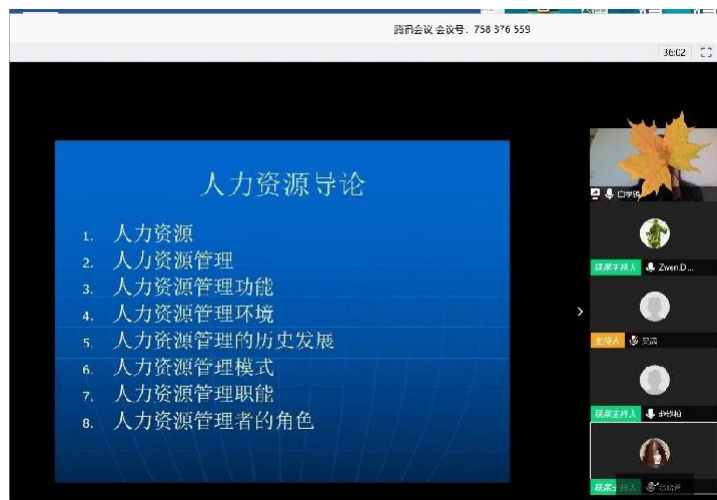 腾讯会议 会议号：758 376 559
36:02
人力资源导论
1. 人力资源
2. 人力资源管理
3. 人力资源管理功能
4. 人力资源管理环境
5. 人力资源管理的历史发展
6. 人力资源管理模式
7. 人力资源管理职能
8. 人力资源管理者的角色
联席主持人 Zwen.D...
主持人
联席主持人